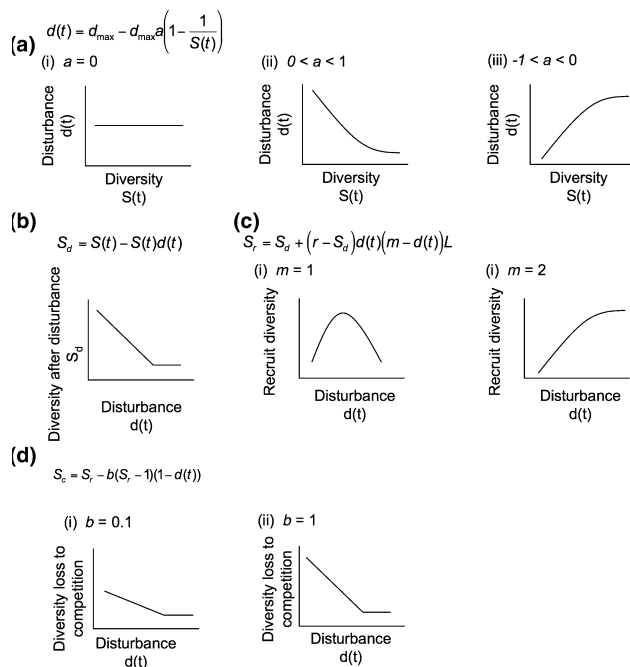 (a) d(t) = d_max – d_max a(1 – 1/S(t))
(i) a = 0
Disturbance
d(t)
Diversity
S(t)
(ii) 0 < a < 1
Disturbance
d(t)
Diversity
S(t)
(iii) -1 < a < 0
Disturbance
d(t)
Diversity
S(t)
(b)
S_d = S(t) – S(t)d(t)
Diversity after disturbance
S_d
Disturbance
d(t)
(c)
S_r = S_d + (r – S_d)d(t)(m – d(t))L
(i) m = 1
Recruit diversity
Disturbance
d(t)
(i) m = 2
Recruit diversity
Disturbance
d(t)
(d)
S_c = S_r – b(S_r – 1)(1 – d(t))
(i) b = 0.1
Diversity loss to
competition
Disturbance
d(t)
(ii) b = 1
Diversity loss to
competition
Disturbance
d(t)